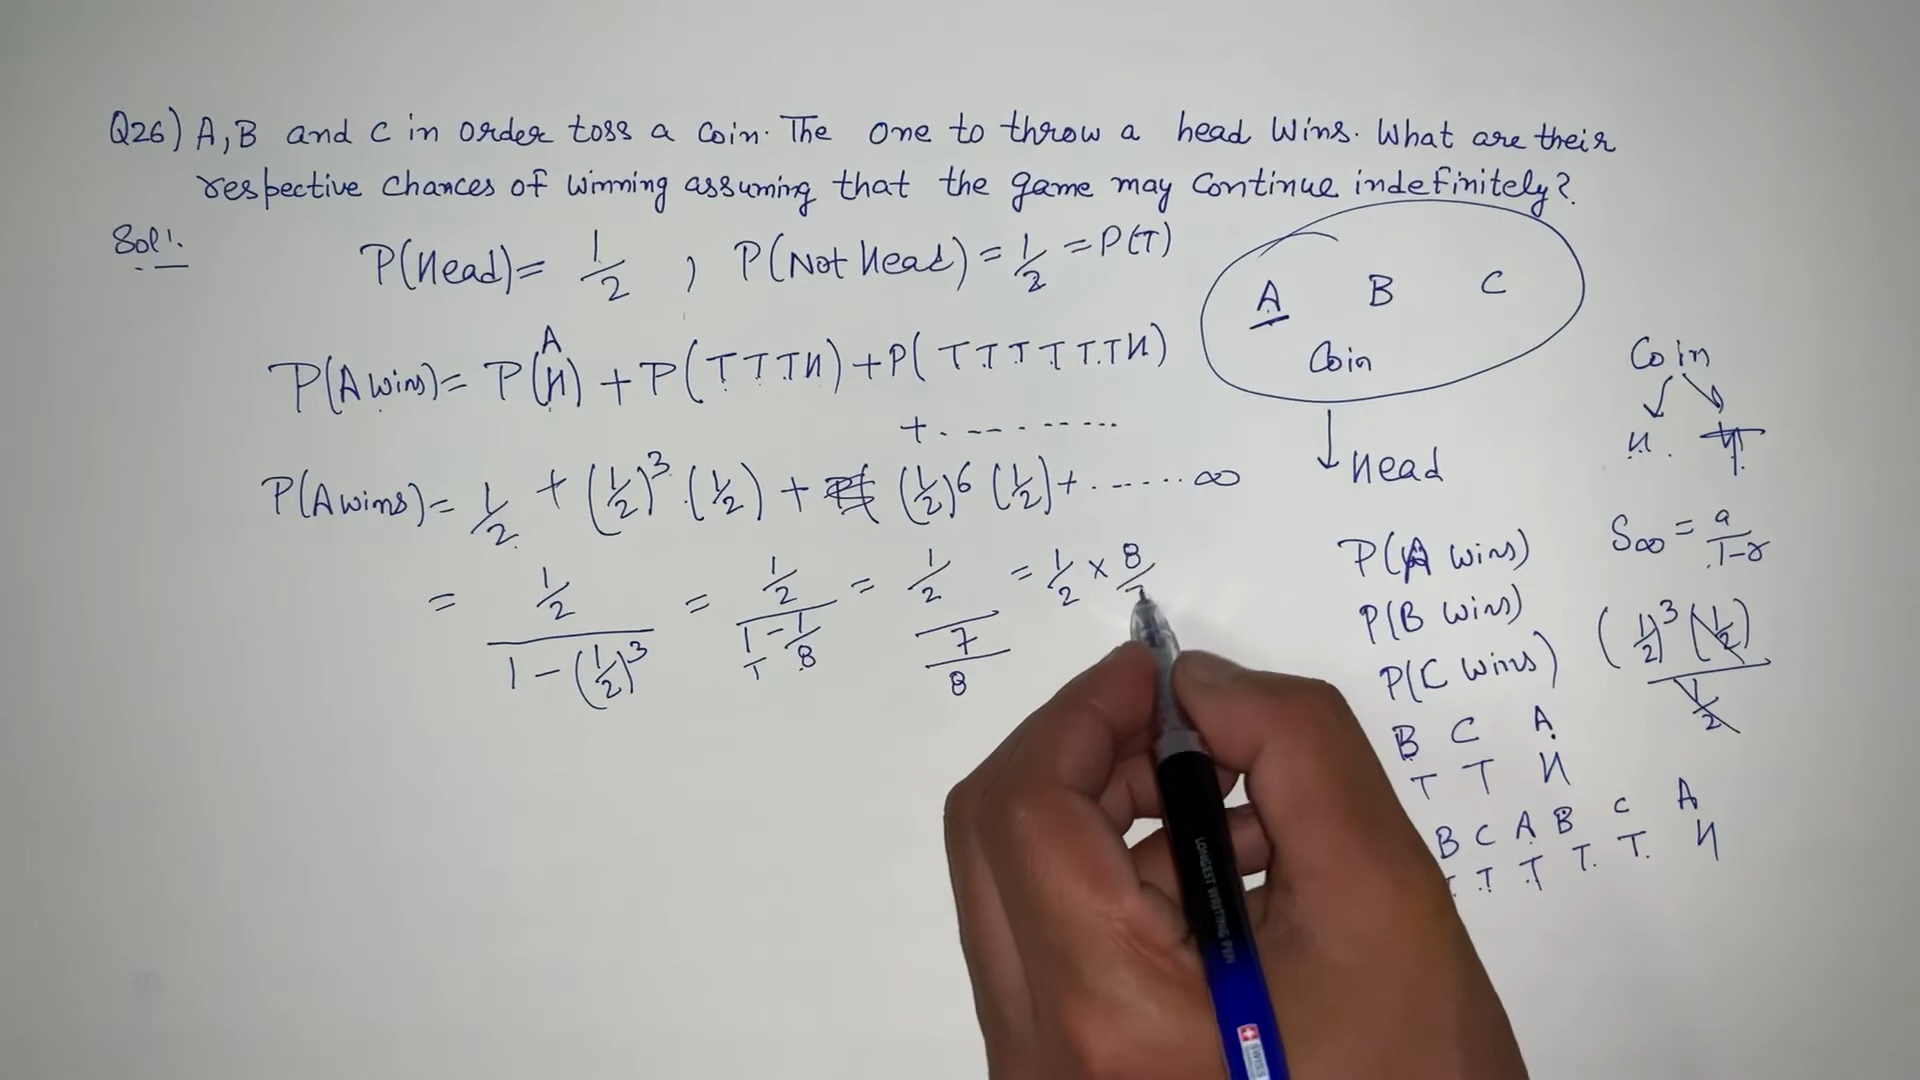 Q26) A, B and C in order toss a coin. The one to throw a head wins. What are their
respective chances of winning assuming that the game may continue indefinitely?
Sol'.
P(Head) = 1/2 , P(Not Head) = 1/2 = P(T)
A B C
Coin
Head
Coin
H. T.
A
P(A wins) = P(H) + P(T T T H) + P(T T T T T T H)
+ ..........
P(A wins) = 1/2 + (1/2)^3 . (1/2) + (1/2)^6 (1/2) + ...... ∞
= (1/2)/(1 - (1/2)^3) = (1/2)/(1 - 1/8) = (1/2)/(7/8) = 1/2 × 8/7
P(A wins)
P(B wins)
P(C wins)
S∞ = a/(1-r)
(1/2)^3 (1/2)
1/2
B C A
T T H
B C A B C A
T T T T T H
LONGEST WRITING PEN
SWISS